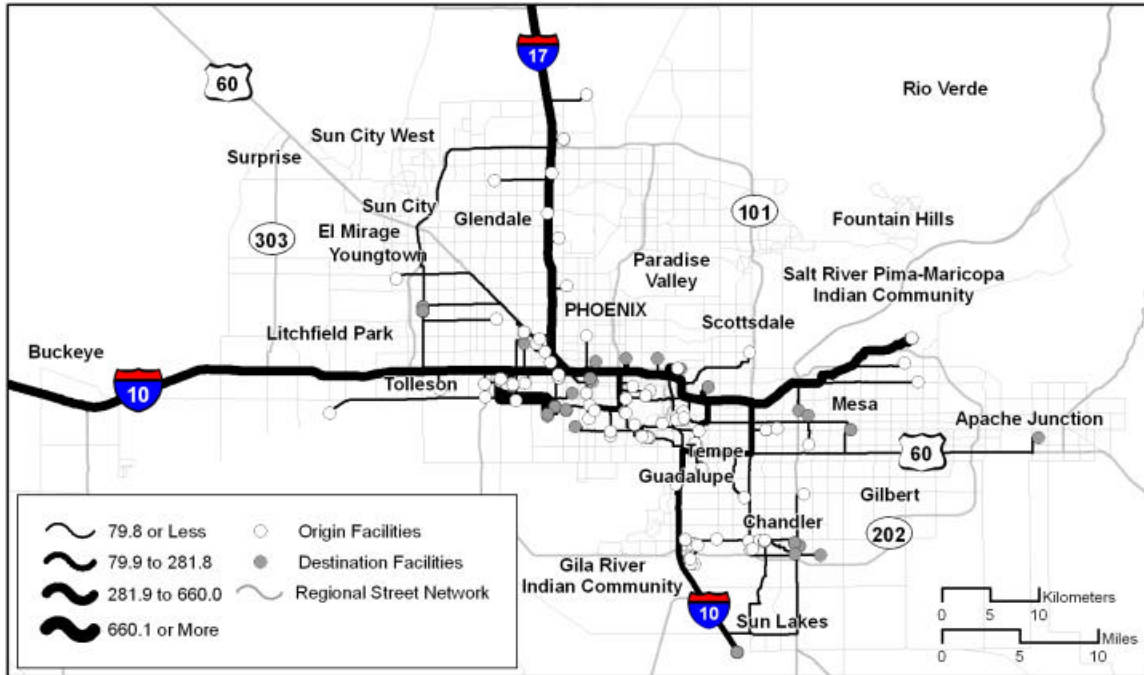 17
60
Rio Verde
Sun City West
Surprise
Sun City
Glendale
101
Fountain Hills
303
El Mirage
Youngtown
Paradise
Valley
Salt River Pima-Maricopa
Indian Community
PHOENIX
Scottsdale
Litchfield Park
Buckeye
10
Tolleson
Mesa
Apache Junction
Tempe
60
Guadalupe
Gilbert
Chandler
202
Gila River
Indian Community
10
Sun Lakes
79.8 or Less
Origin Facilities
79.9 to 281.8
Destination Facilities
281.9 to 660.0
Regional Street Network
660.1 or More
Kilometers
0 5 10
Miles
0 5 10